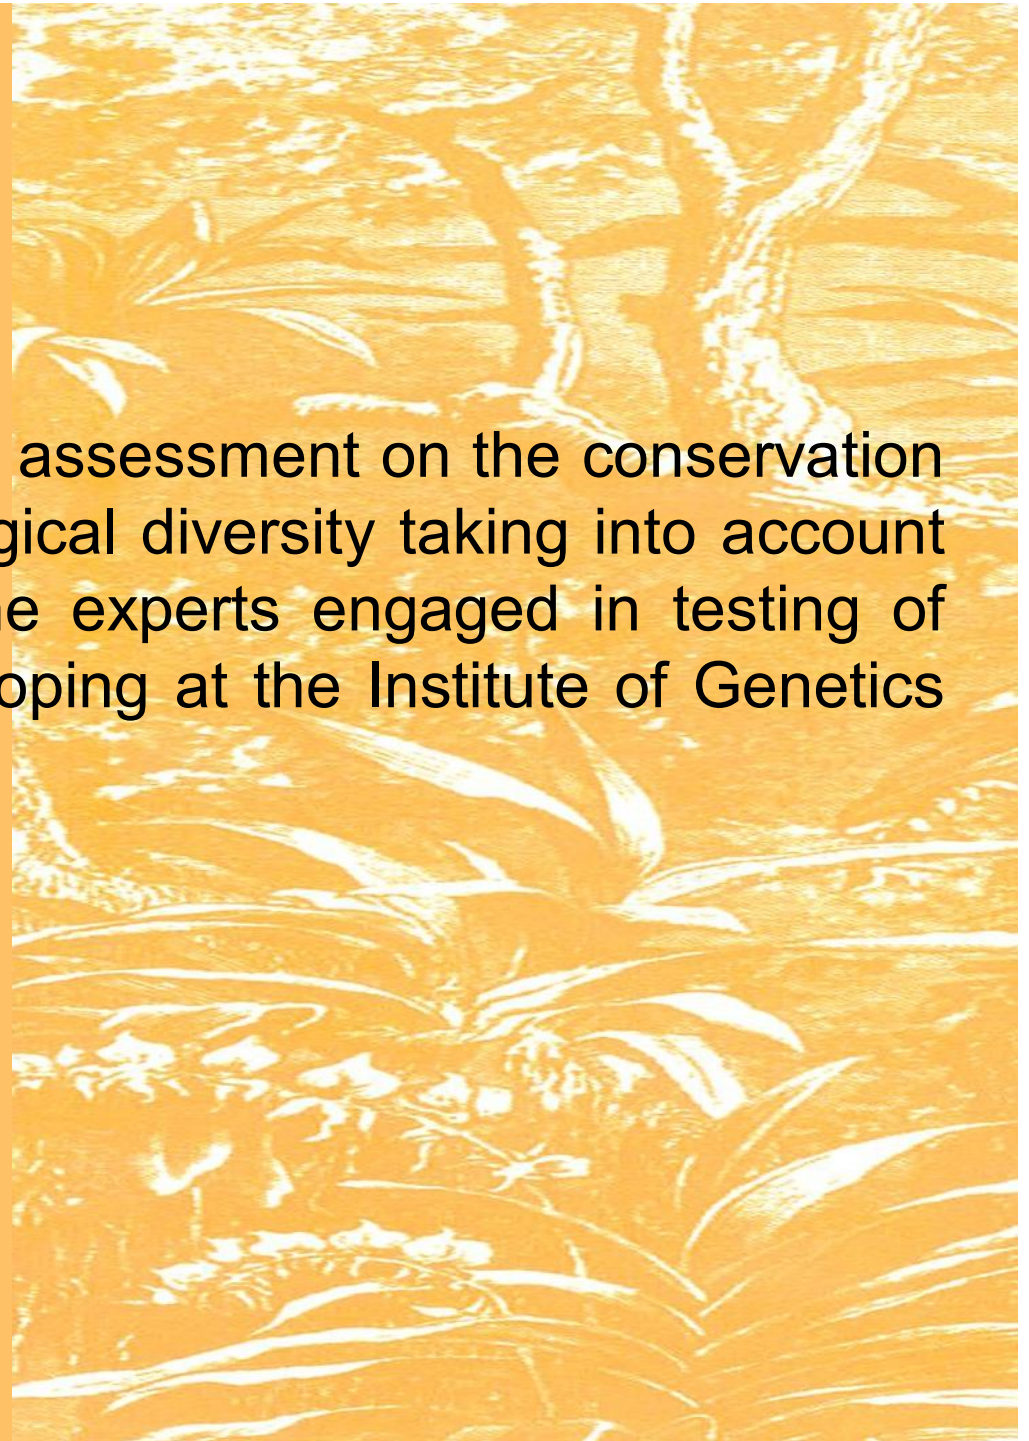 assessment on the conservation
gical diversity taking into account
ne experts engaged in testing of
oping at the Institute of Genetics